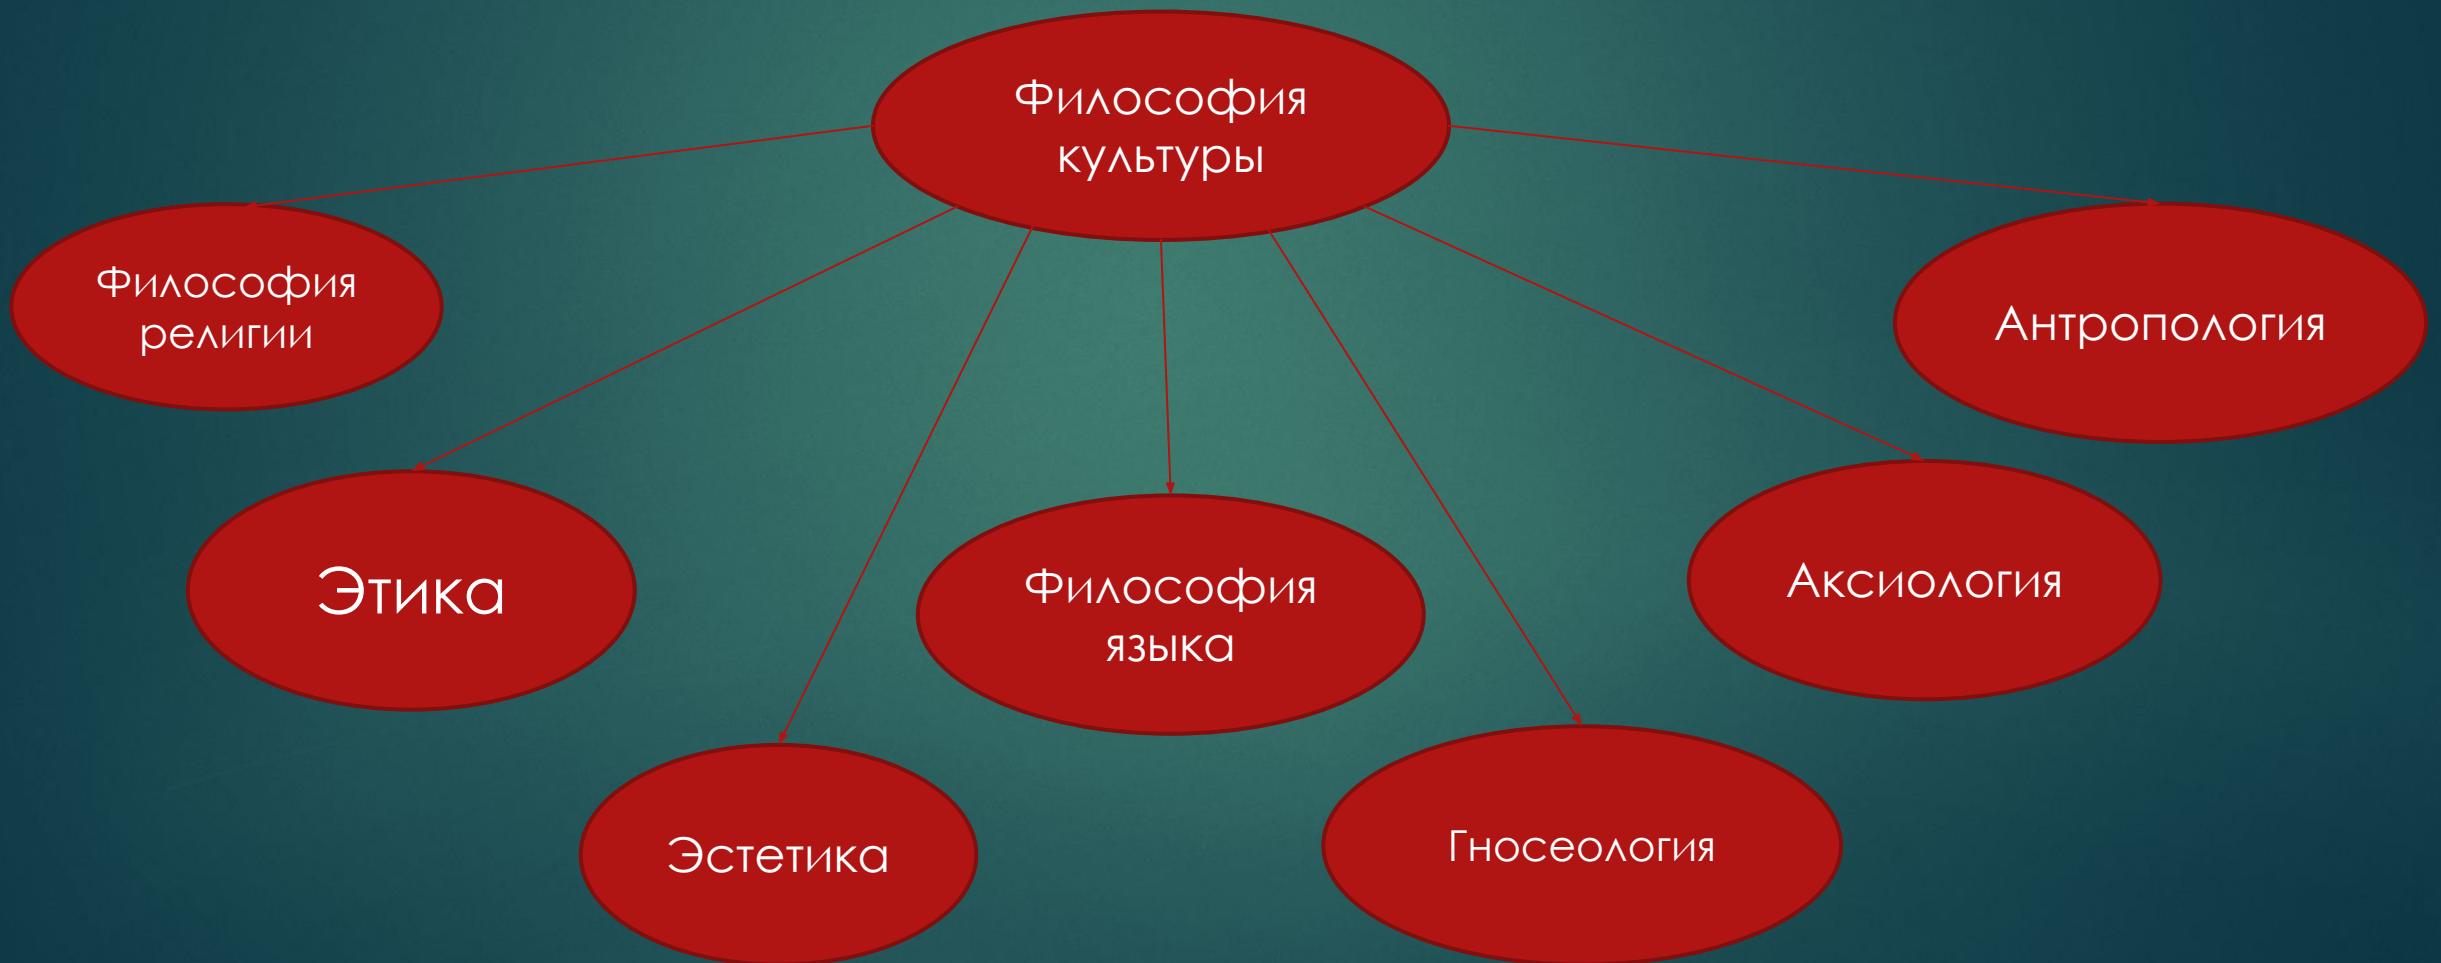 Философия
культуры
Философия
религии
Антропология
Этика
Философия
языка
Аксиология
Эстетика
Гносеология